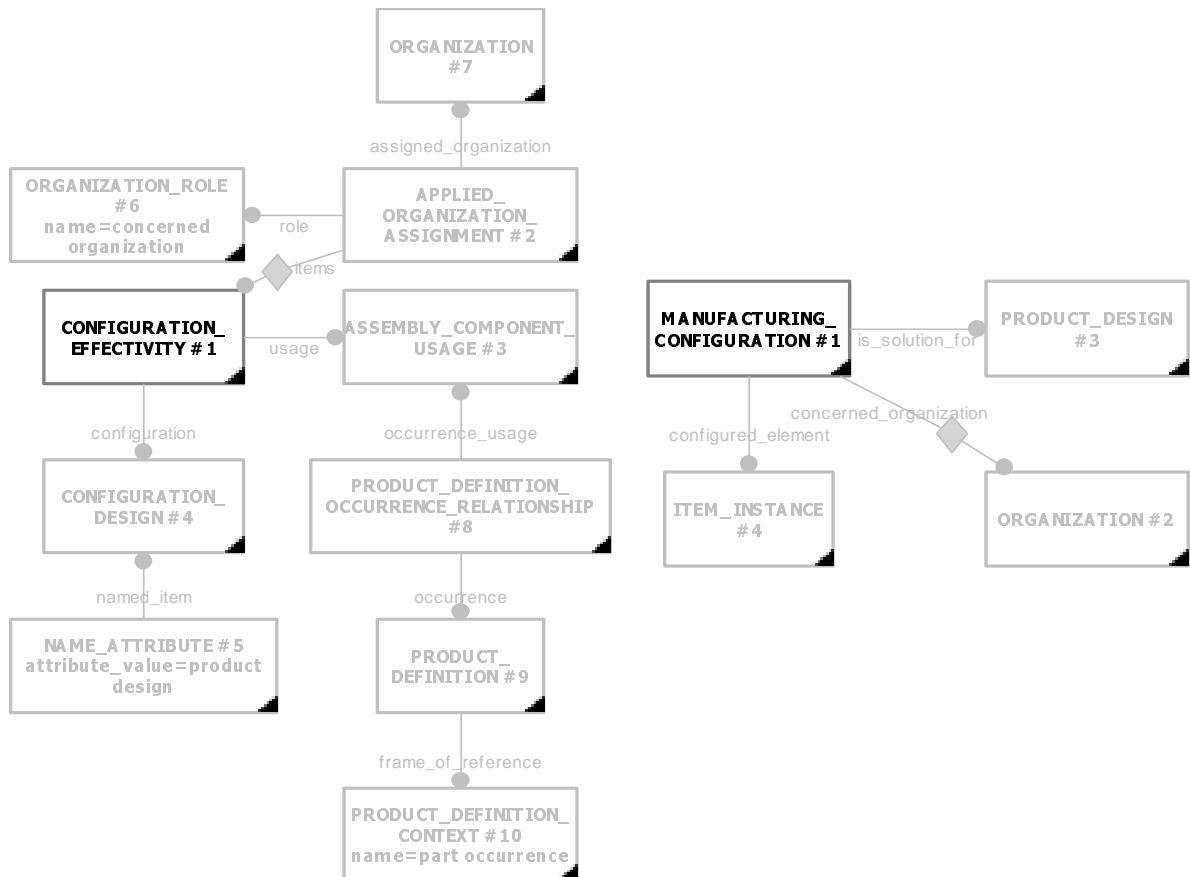 ORGANIZATION
#7
assigned_organization
ORGANIZATION_ROLE
#6
name=concerned
organization
role
APPLIED_
ORGANIZATION_
ASSIGNMENT #2
items
CONFIGURATION_
EFFECTIVITY #1
usage
ASSEMBLY_COMPONENT_
USAGE #3
configuration
occurrence_usage
CONFIGURATION_
DESIGN #4
PRODUCT_DEFINITION_
OCCURRENCE_RELATIONSHIP
#8
named_item
occurrence
NAME_ATTRIBUTE #5
attribute_value=product
design
PRODUCT_
DEFINITION #9
frame_of_reference
PRODUCT_DEFINITION_
CONTEXT #10
name=part occurrence
MANUFACTURING_
CONFIGURATION #1
is_solution_for
PRODUCT_DESIGN
#3
concerned_organization
configured_element
ITEM_INSTANCE
#4
ORGANIZATION #2